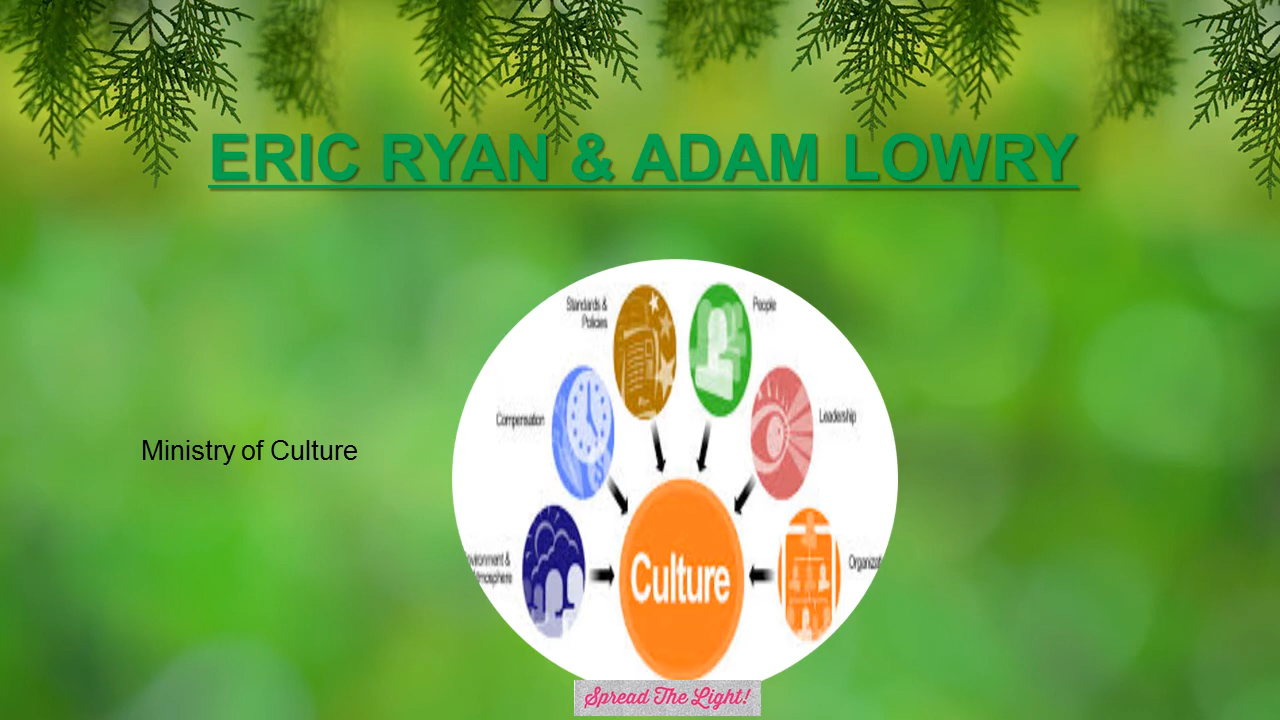 ERIC RYAN & ADAM LOWRY
Standards &
Policies
People
Compensation
Leadership
Ministry of Culture
Culture
Spread The Light!